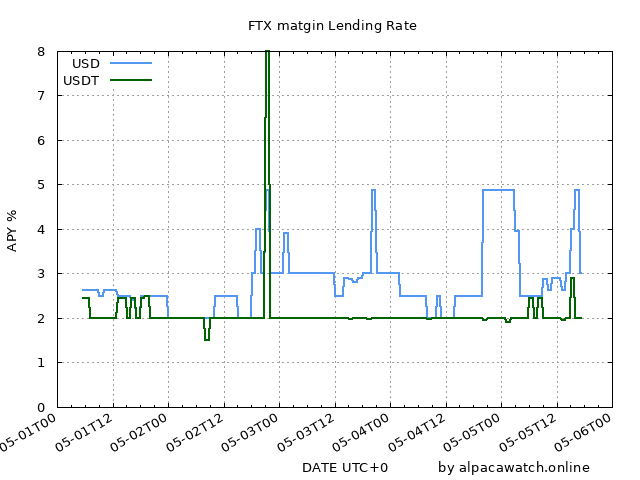 FTX matgin Lending Rate
USD
USDT
8
7
6
5
4
3
2
1
0
APY %
05-01T00
05-01T12
05-02T00
05-02T12
05-03T00
05-03T12
05-04T00
05-04T12
05-05T00
05-05T12
05-06T00
DATE UTC+0
by alpacawatch.online